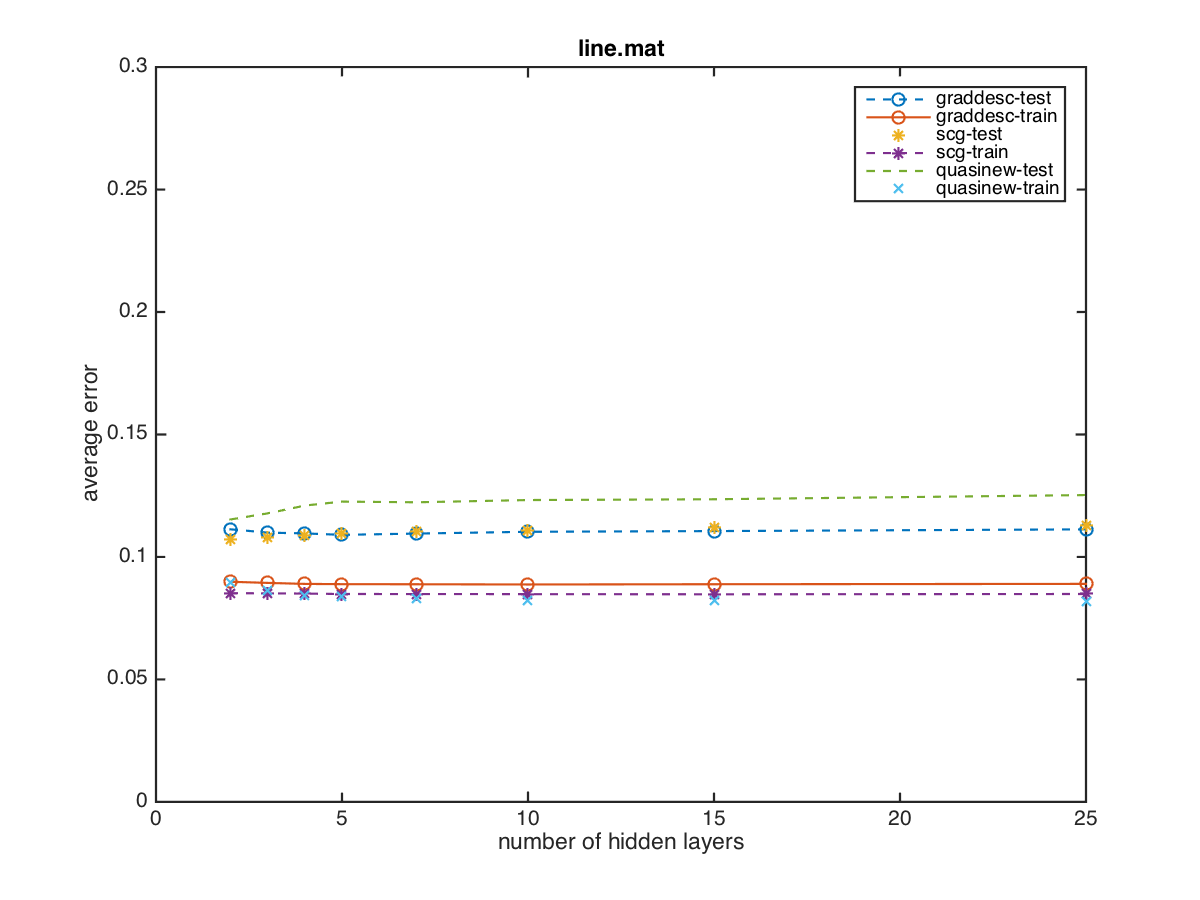 line.mat
0.3
0.25
0.2
0.15
0.1
0.05
0
average error
graddesc-test
graddesc-train
scg-test
scg-train
quasinew-test
quasinew-train
0 5 10 15 20 25
number of hidden layers